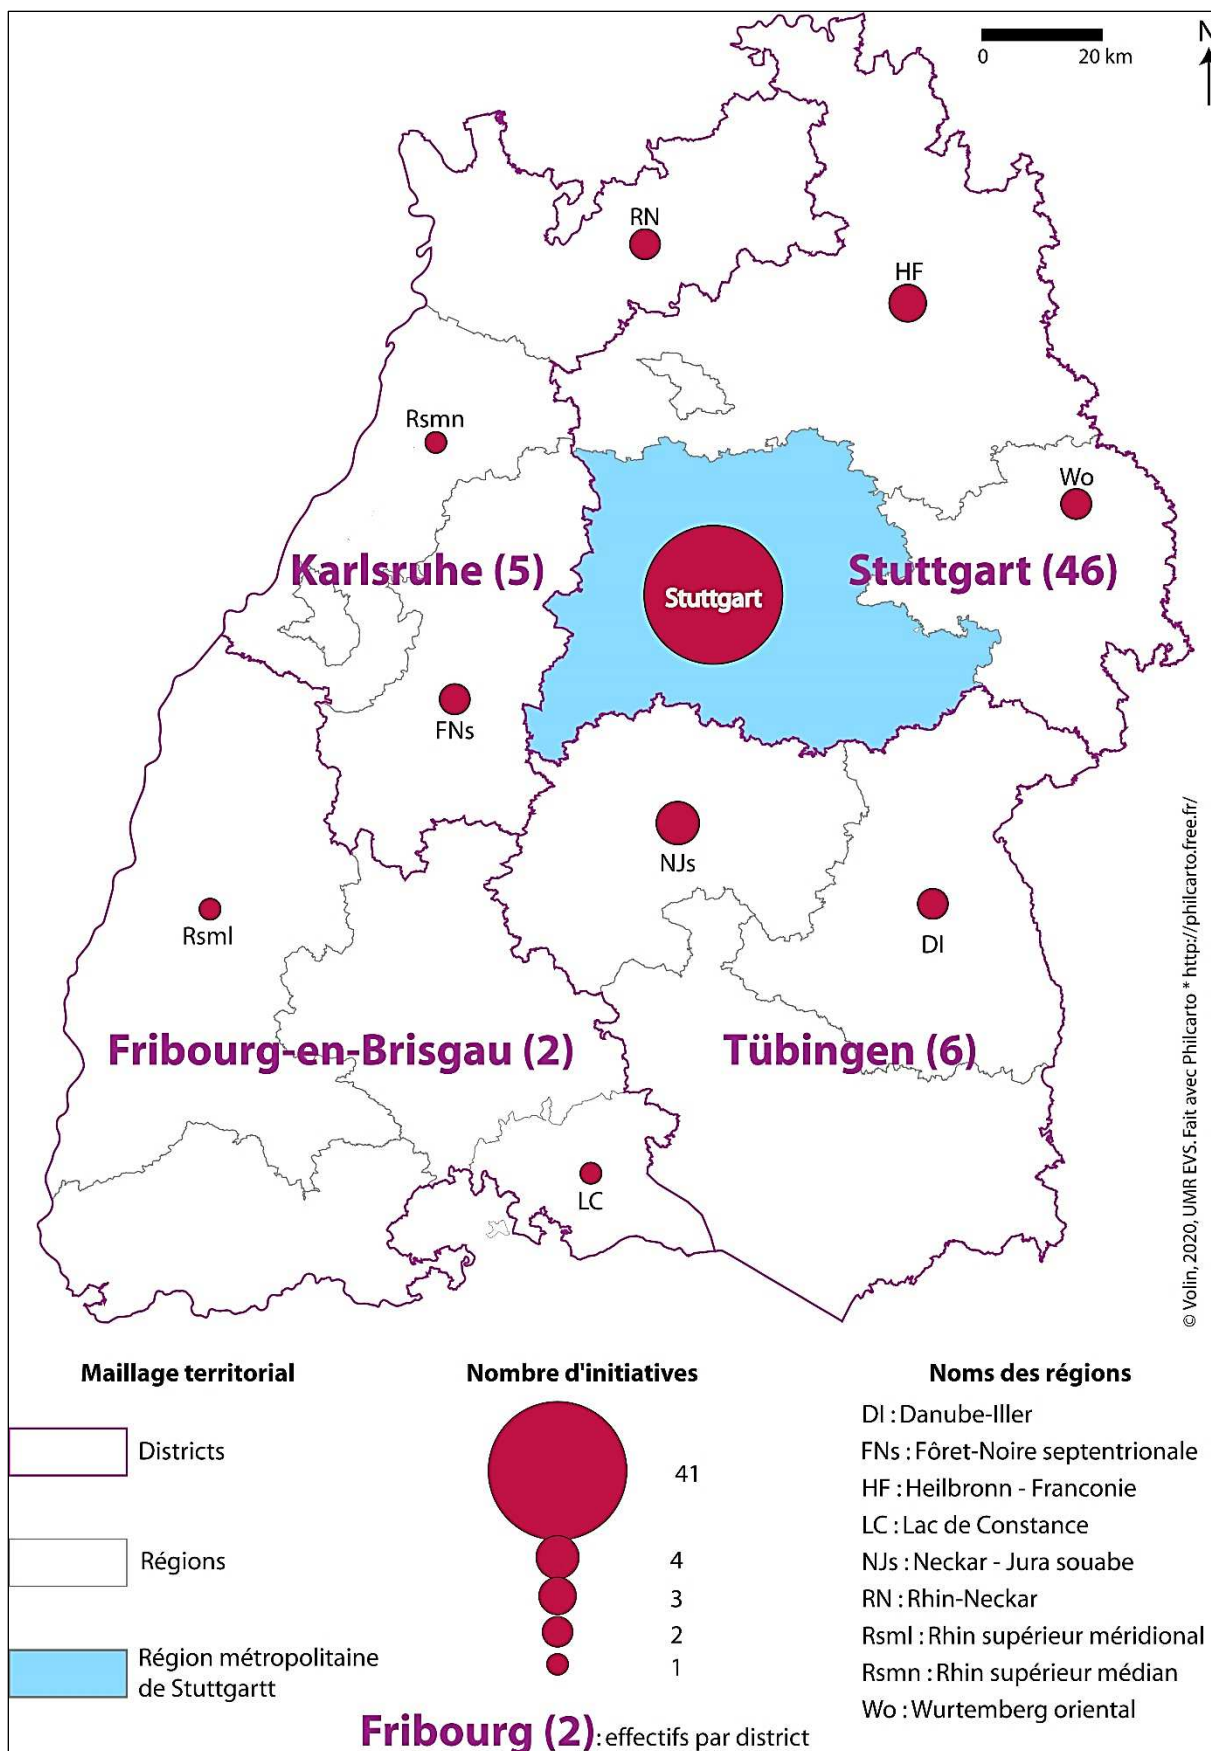 N
0 20 km
RN
HF
Rsmn
Wo
Karlsruhe (5)
Stuttgart (46)
Stuttgart
FNs
NJs
Rsml
DI
Fribourg-en-Brisgau (2)
Tübingen (6)
LC
© Volin, 2020, UMR EVS. Fait avec Philcarto * http://philcarto.free.fr/
Maillage territorial
Districts
Régions
Région métropolitaine
de Stuttgartt
Nombre d'initiatives
41
4
3
2
1
Fribourg (2) : effectifs par district
Noms des régions
DI : Danube-Iller
FNs : Fôret-Noire septentrionale
HF : Heilbronn - Franconie
LC : Lac de Constance
NJs : Neckar - Jura souabe
RN : Rhin-Neckar
Rsml : Rhin supérieur méridional
Rsmn : Rhin supérieur médian
Wo : Wurtemberg oriental